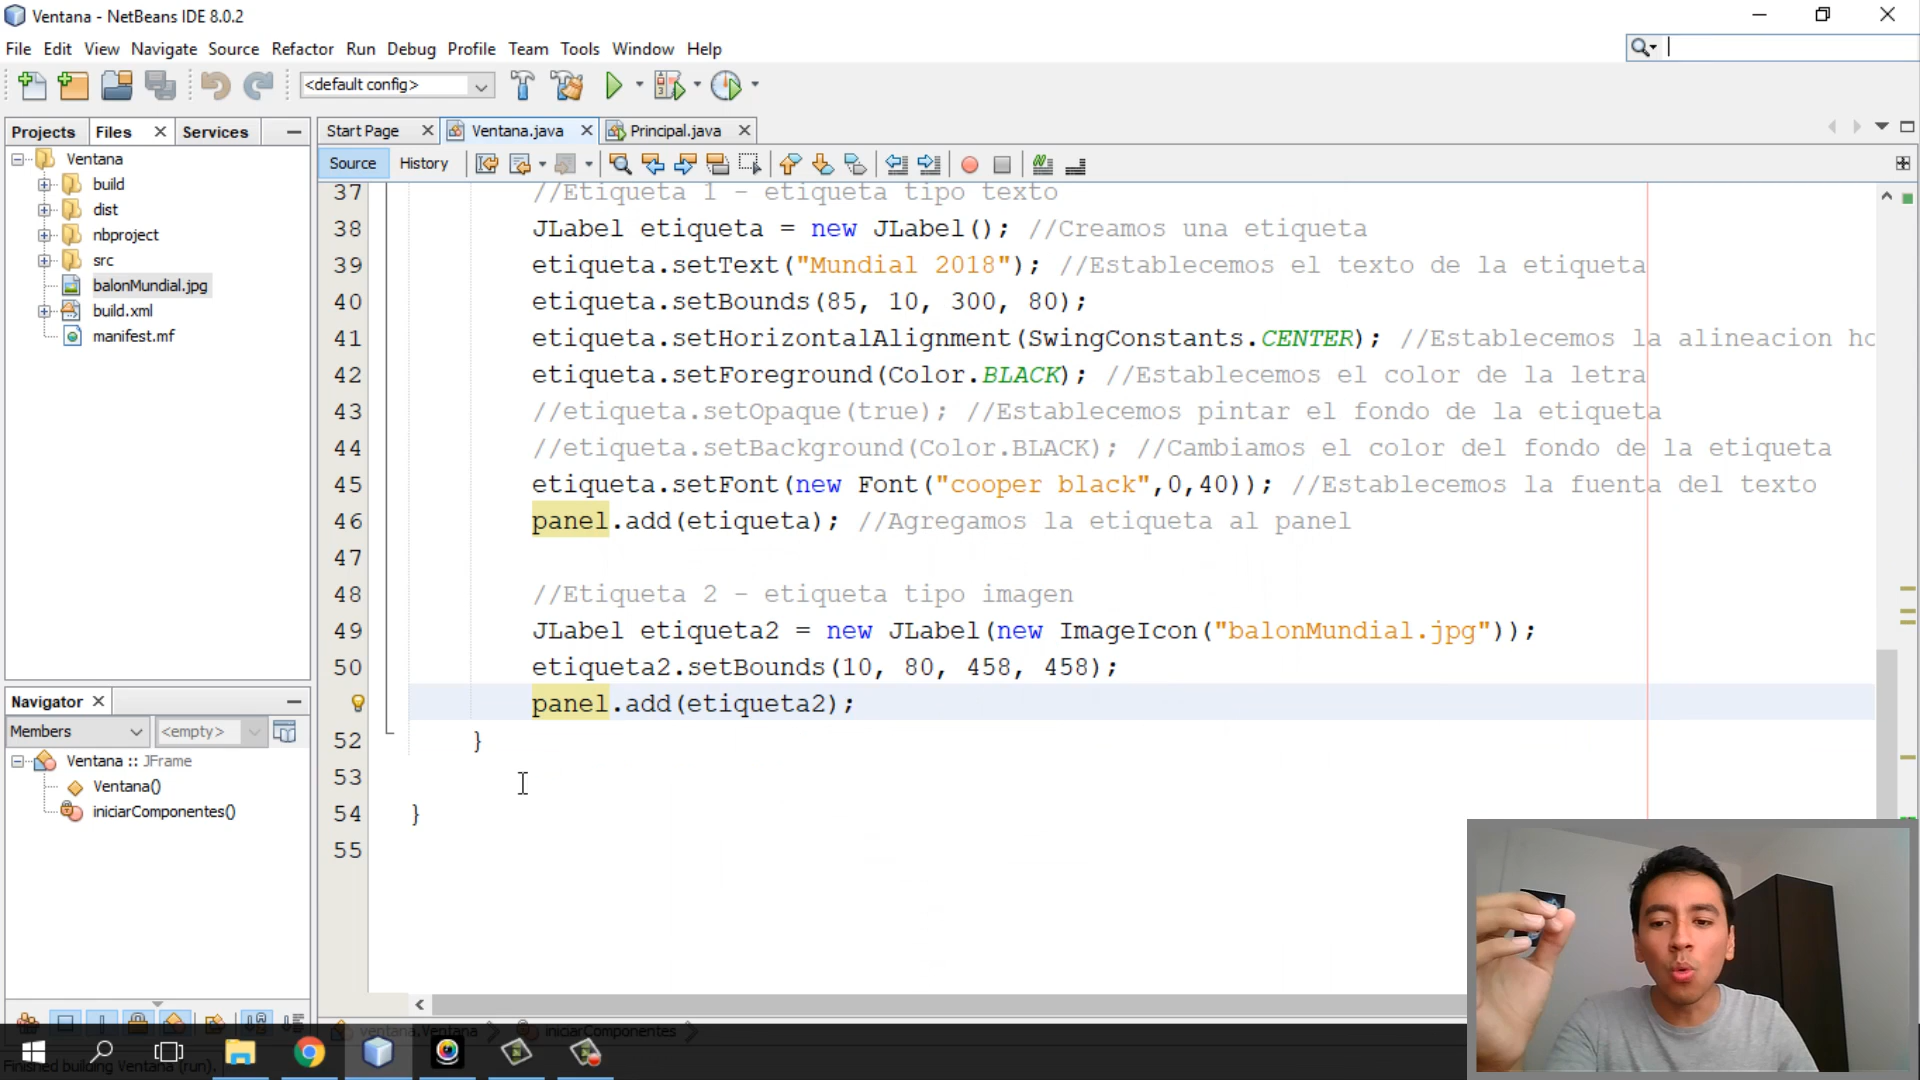 Ventana - NetBeans IDE 8.0.2
File Edit View Navigate Source Refactor Run Debug Profile Team Tools Window Help
<default config>
Projects Files Services
Start Page Ventana.java Principal.java
Source History
Ventana
build
dist
nbproject
src
balonMundial.jpg
build.xml
manifest.mf
37 //Etiqueta 1 - etiqueta tipo texto
38 JLabel etiqueta = new JLabel(); //Creamos una etiqueta
39 etiqueta.setText("Mundial 2018"); //Establecemos el texto de la etiqueta
40 etiqueta.setBounds(85, 10, 300, 80);
41 etiqueta.setHorizontalAlignment(SwingConstants.CENTER); //Establecemos la alineacion ho
42 etiqueta.setForeground(Color.BLACK); //Establecemos el color de la letra
43 //etiqueta.setOpaque(true); //Establecemos pintar el fondo de la etiqueta
44 //etiqueta.setBackground(Color.BLACK); //Cambiamos el color del fondo de la etiqueta
45 etiqueta.setFont(new Font("cooper black",0,40)); //Establecemos la fuenta del texto
46 panel.add(etiqueta); //Agregamos la etiqueta al panel
47
48 //Etiqueta 2 - etiqueta tipo imagen
49 JLabel etiqueta2 = new JLabel(new ImageIcon("balonMundial.jpg"));
50 etiqueta2.setBounds(10, 80, 458, 458);
panel.add(etiqueta2);
52 }
53
54 }
55
Navigator
Members <empty>
Ventana :: JFrame
Ventana()
iniciarComponentes()
ventana.Ventana iniciarComponentes
Finished building Ventana (run).